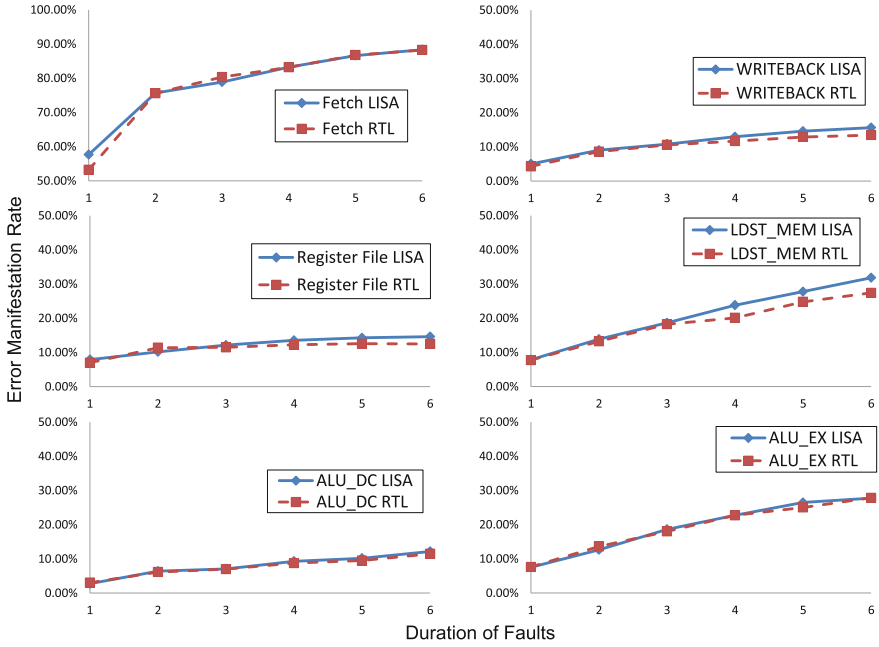 100.00%
90.00%
80.00%
70.00%
60.00%
50.00%
Fetch LISA
Fetch RTL
1 2 3 4 5 6
50.00%
40.00%
30.00%
20.00%
10.00%
0.00%
WRITEBACK LISA
WRITEBACK RTL
1 2 3 4 5 6
Error Manifestation Rate
50.00%
40.00%
30.00%
20.00%
10.00%
0.00%
Register File LISA
Register File RTL
1 2 3 4 5 6
50.00%
40.00%
30.00%
20.00%
10.00%
0.00%
LDST_MEM LISA
LDST_MEM RTL
1 2 3 4 5 6
50.00%
40.00%
30.00%
20.00%
10.00%
0.00%
ALU_DC LISA
ALU_DC RTL
1 2 3 4 5 6
50.00%
40.00%
30.00%
20.00%
10.00%
0.00%
ALU_EX LISA
ALU_EX RTL
1 2 3 4 5 6
Duration of Faults